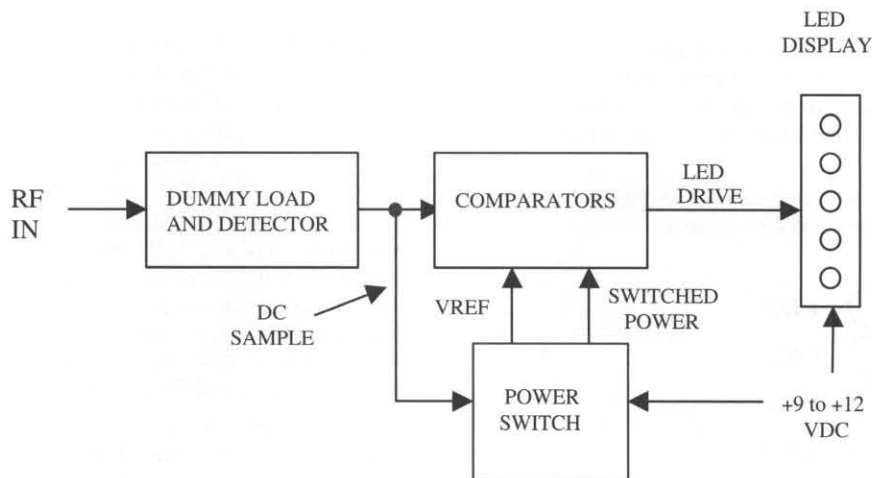 LED
DISPLAY
RF
IN
DUMMY LOAD
AND DETECTOR
COMPARATORS
LED
DRIVE
DC
SAMPLE
VREF
SWITCHED
POWER
POWER
SWITCH
+9 to +12
VDC